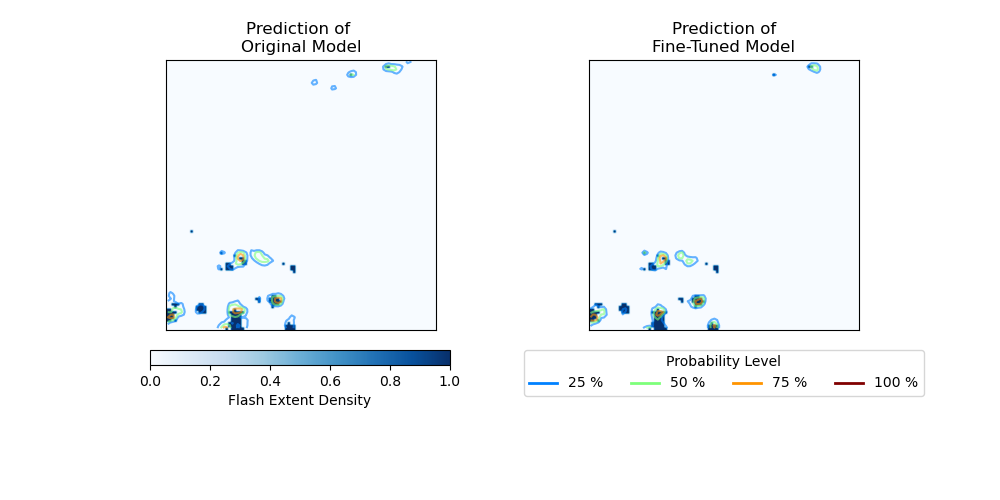 Prediction of
Original Model
Prediction of
Fine-Tuned Model
0.0 0.2 0.4 0.6 0.8 1.0
Flash Extent Density
Probability Level
25 % 50 % 75 % 100 %